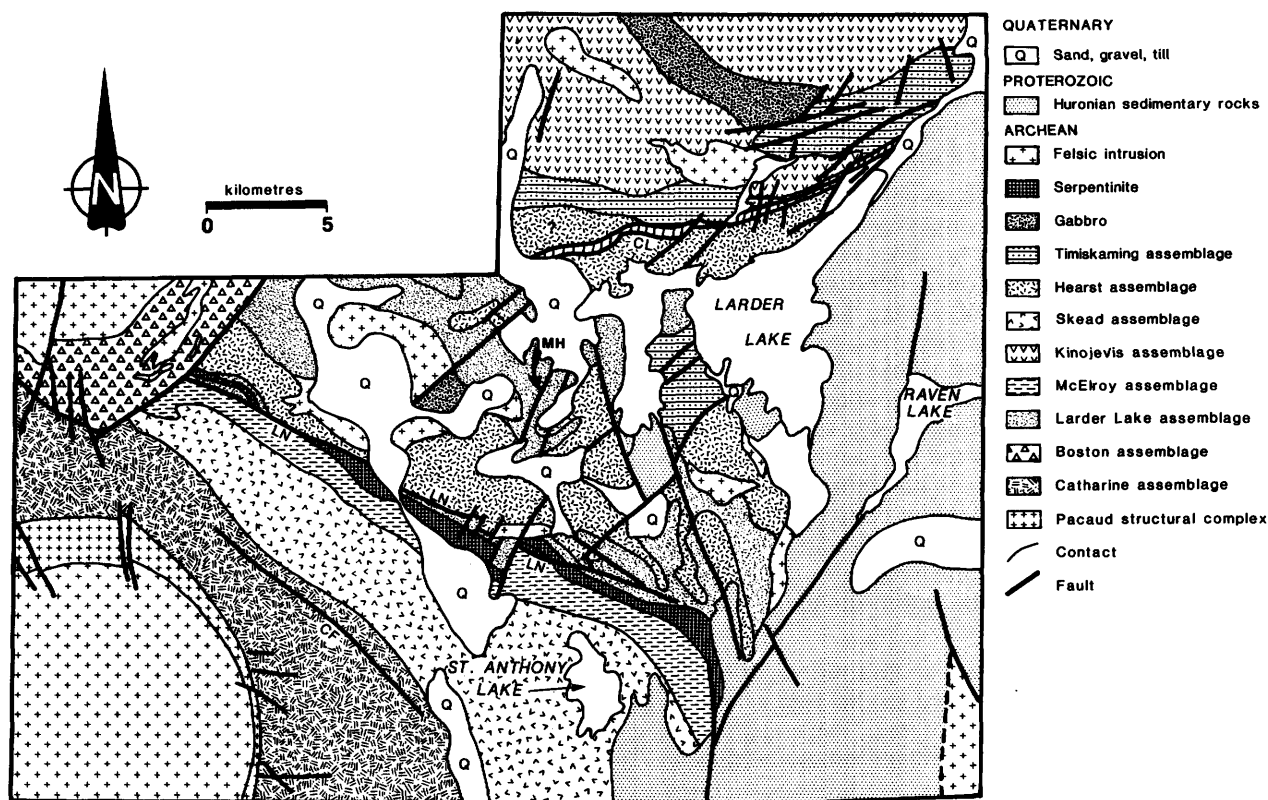 N
kilometres
0 5
Q
Q
Q
Q
?
CL
LARDER
LAKE
Q
Q
MH
Q
Q
RAVEN
LAKE
LN
Q
LN
Q
Q
LN
Q
CF
ST. ANTHONY
LAKE
Q
Q
QUATERNARY
Q Sand, gravel, till
PROTEROZOIC
Huronian sedimentary rocks
ARCHEAN
Felsic intrusion
Serpentinite
Gabbro
Timiskaming assemblage
Hearst assemblage
Skead assemblage
Kinojevis assemblage
McElroy assemblage
Larder Lake assemblage
Boston assemblage
Catharine assemblage
Pacaud structural complex
Contact
Fault